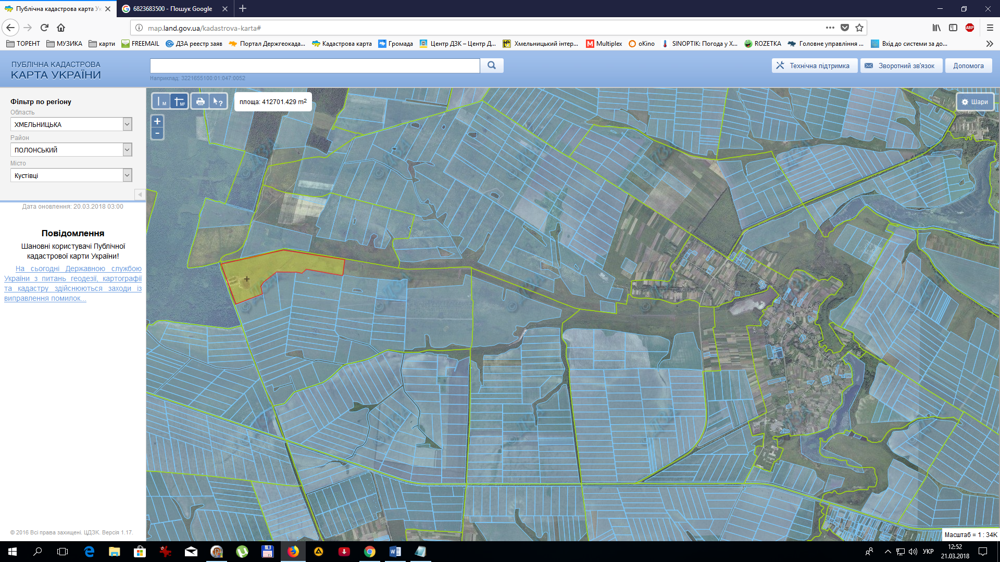 Публічна кадастрова карта Ук
6823683500 - Пошук Google
map.land.gov.ua/kadastrova-karta#
ТОРЕНТ
МУЗИКА
карти
FREEMAIL
ДЗА реестр заяв
Портал Держгеокада...
Кадастрова карта
Громада
Центр ДЗК – Центр Д...
Хмельницький інтер...
Multiplex
oKino
SINOPTIK: Погода у Х...
ROZETKA
Головне управління ...
Вхід до системи за до...
ПУБЛІЧНА КАДАСТРОВА
КАРТА УКРАЇНИ
Наприклад: 3221655100:01:047:0052
Технічна підтримка
Зворотний зв'язок
Допомога
Фільтр по регіону
Область
ХМЕЛЬНИЦЬКА
Район
ПОЛОНСЬКИЙ
Місто
Кустівці
Дата оновлення: 20.03.2018 03:00
Повідомлення
Шановні користувачі Публічної
кадастрової карти України!
На сьогодні Державною службою
України з питань геодезії, картографії
та кадастру здійснюються заходи із
виправлення помилок...
© 2016 Всі права захищені. ЦДЗК. Версія 1.17.
М
М²
площа: 412701.429 m2
+
-
Шари
Масштаб = 1 : 34K
УКР
12:52
21.03.2018